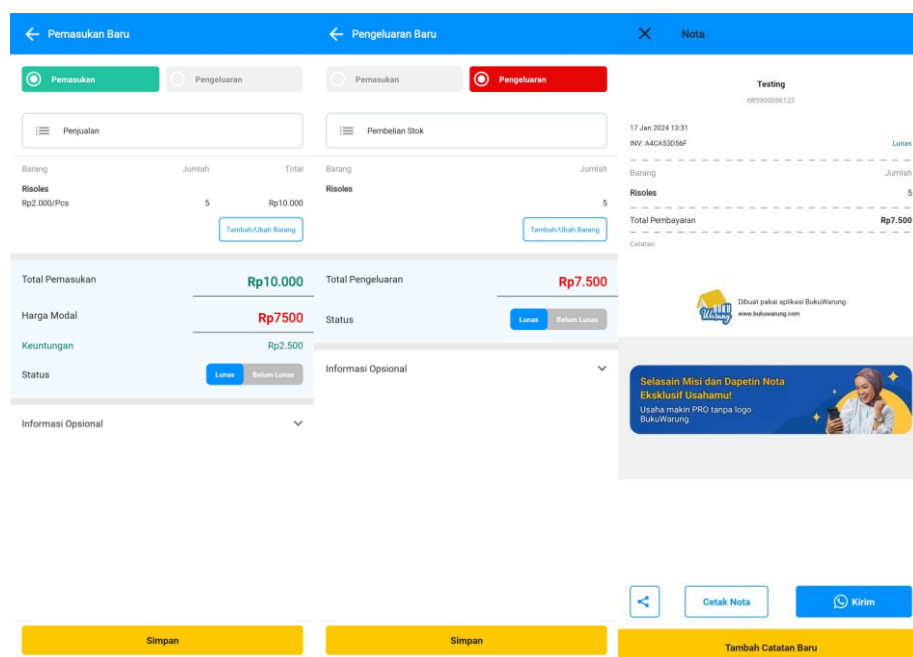 Pemasukan Baru
Pemasukan
Pengeluaran
Penjualan
Barang Jumlah Total
Risoles
Rp2.000/Pcs 5 Rp10.000
Tambah/Ubah Barang
Total Pemasukan Rp10.000
Harga Modal Rp7500
Keuntungan Rp2.500
Status Lunas Belum Lunas
Informasi Opsional
Simpan
Pengeluaran Baru
Pemasukan
Pengeluaran
Pembelian Stok
Barang Jumlah
Risoles
5
Tambah/Ubah Barang
Total Pengeluaran Rp7.500
Status Lunas Belum Lunas
Informasi Opsional
Simpan
Nota
Testing
085900056122
17 Jan 2024 13:31
INV: A4CA53D56F Lunas
Barang Jumlah
Risoles 5
Total Pembayaran Rp7.500
Catatan
Warung
Dibuat pakai aplikasi BukuWarung
www.bukuwarung.com
Selasain Misi dan Dapetin Nota
Eksklusif Usahamu!
Usaha makin PRO tanpa logo
BukuWarung.
Cetak Nota
Kirim
Tambah Catatan Baru